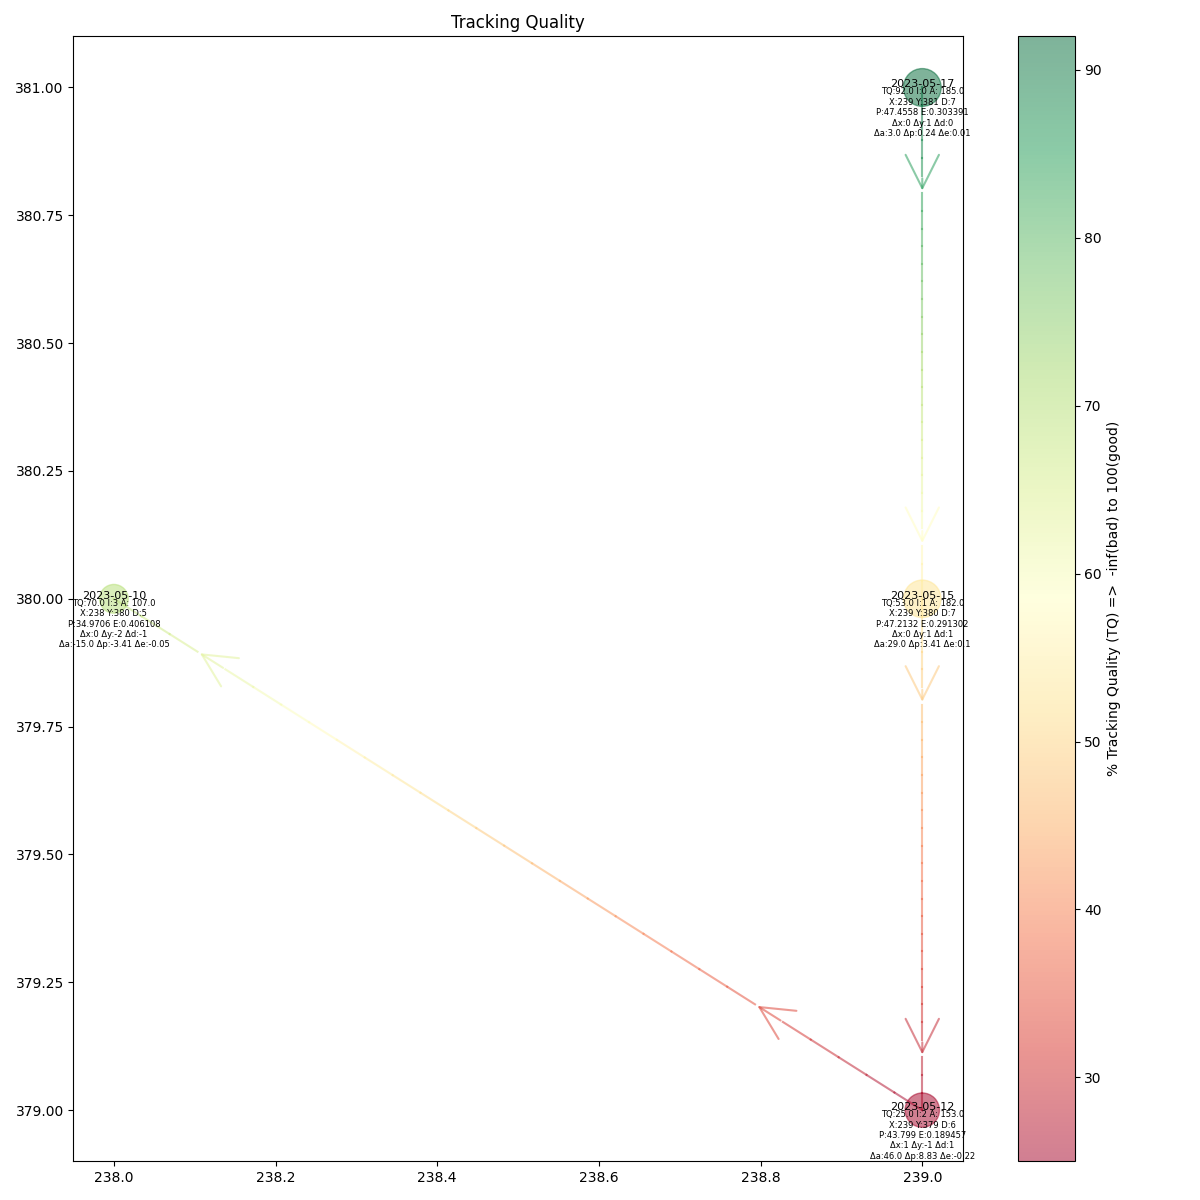 Tracking Quality
381.00
380.75
380.50
380.25
380.00
379.75
379.50
379.25
379.00
2023-05-17
TQ:92.0 I:0 A: 185.0
X:239 Y:381 D:7
P:47.4558 E:0.303391
Δx:0 Δy:1 Δd:0
Δa:3.0 Δp:0.24 Δe:0.01
2023-05-10
TQ:70.0 I:3 A: 107.0
X:238 Y:380 D:5
P:34.9706 E:0.406108
Δx:0 Δy:-2 Δd:-1
Δa:-15.0 Δp:-3.41 Δe:-0.05
2023-05-15
TQ:53.0 I:1 A: 182.0
X:239 Y:380 D:7
P:47.2132 E:0.291302
Δx:0 Δy:1 Δd:1
Δa:29.0 Δp:3.41 Δe:0.1
2023-05-12
TQ:25.0 I:2 A: 153.0
X:239 Y:379 D:6
P:43.799 E:0.189457
Δx:1 Δy:-1 Δd:1
Δa:46.0 Δp:8.83 Δe:-0.22
238.0 238.2 238.4 238.6 238.8 239.0
90
80
70
60
50
40
30
% Tracking Quality (TQ) => -inf(bad) to 100(good)